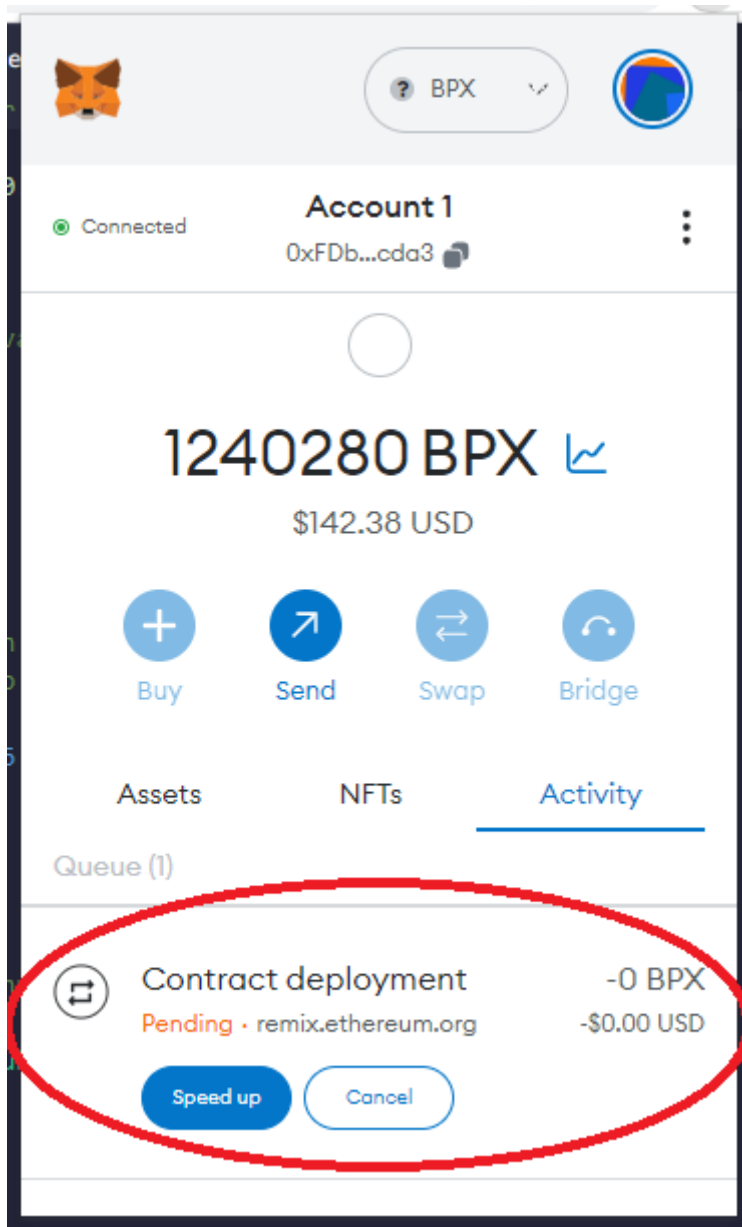 ? BPX
Connected
Account 1
0xFDb...cda3
1240280 BPX
$142.38 USD
Buy
Send
Swap
Bridge
Assets
NFTs
Activity
Queue (1)
Contract deployment
-0 BPX
Pending · remix.ethereum.org
-$0.00 USD
Speed up
Cancel